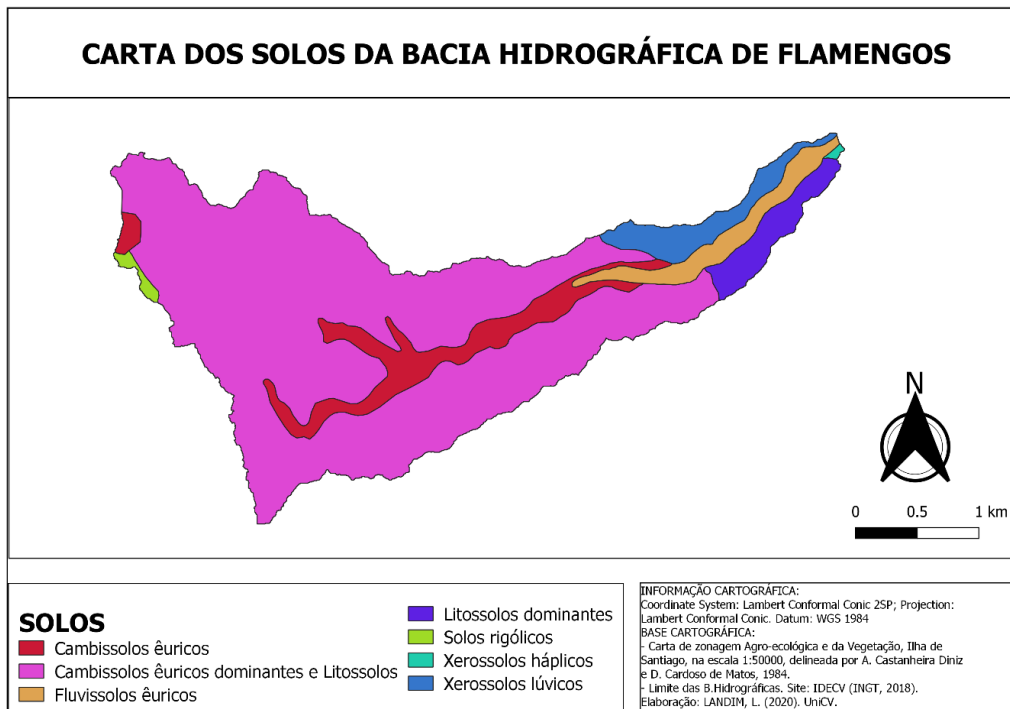 CARTA DOS SOLOS DA BACIA HIDROGRÁFICA DE FLAMENGOS
N
0 0.5 1 km
SOLOS
Cambissolos êuricos
Cambissolos êuricos dominantes e Litossolos
Fluvissolos êuricos
Litossolos dominantes
Solos rigólicos
Xerossolos háplicos
Xerossolos lúvicos
INFORMAÇÃO CARTOGRÁFICA:
Coordinate System: Lambert Conformal Conic 2SP; Projection:
Lambert Conformal Conic. Datum: WGS 1984
BASE CARTOGRÁFICA:
- Carta de zonagem Agro-ecológica e da Vegetação, Ilha de
Santiago, na escala 1:50000, delineada por A. Castanheira Diniz
e D. Cardoso de Matos, 1984.
- Limite das B.Hidrográficas. Site: IDECV (INGT, 2018).
Elaboração: LANDIM, L. (2020). UniCV.